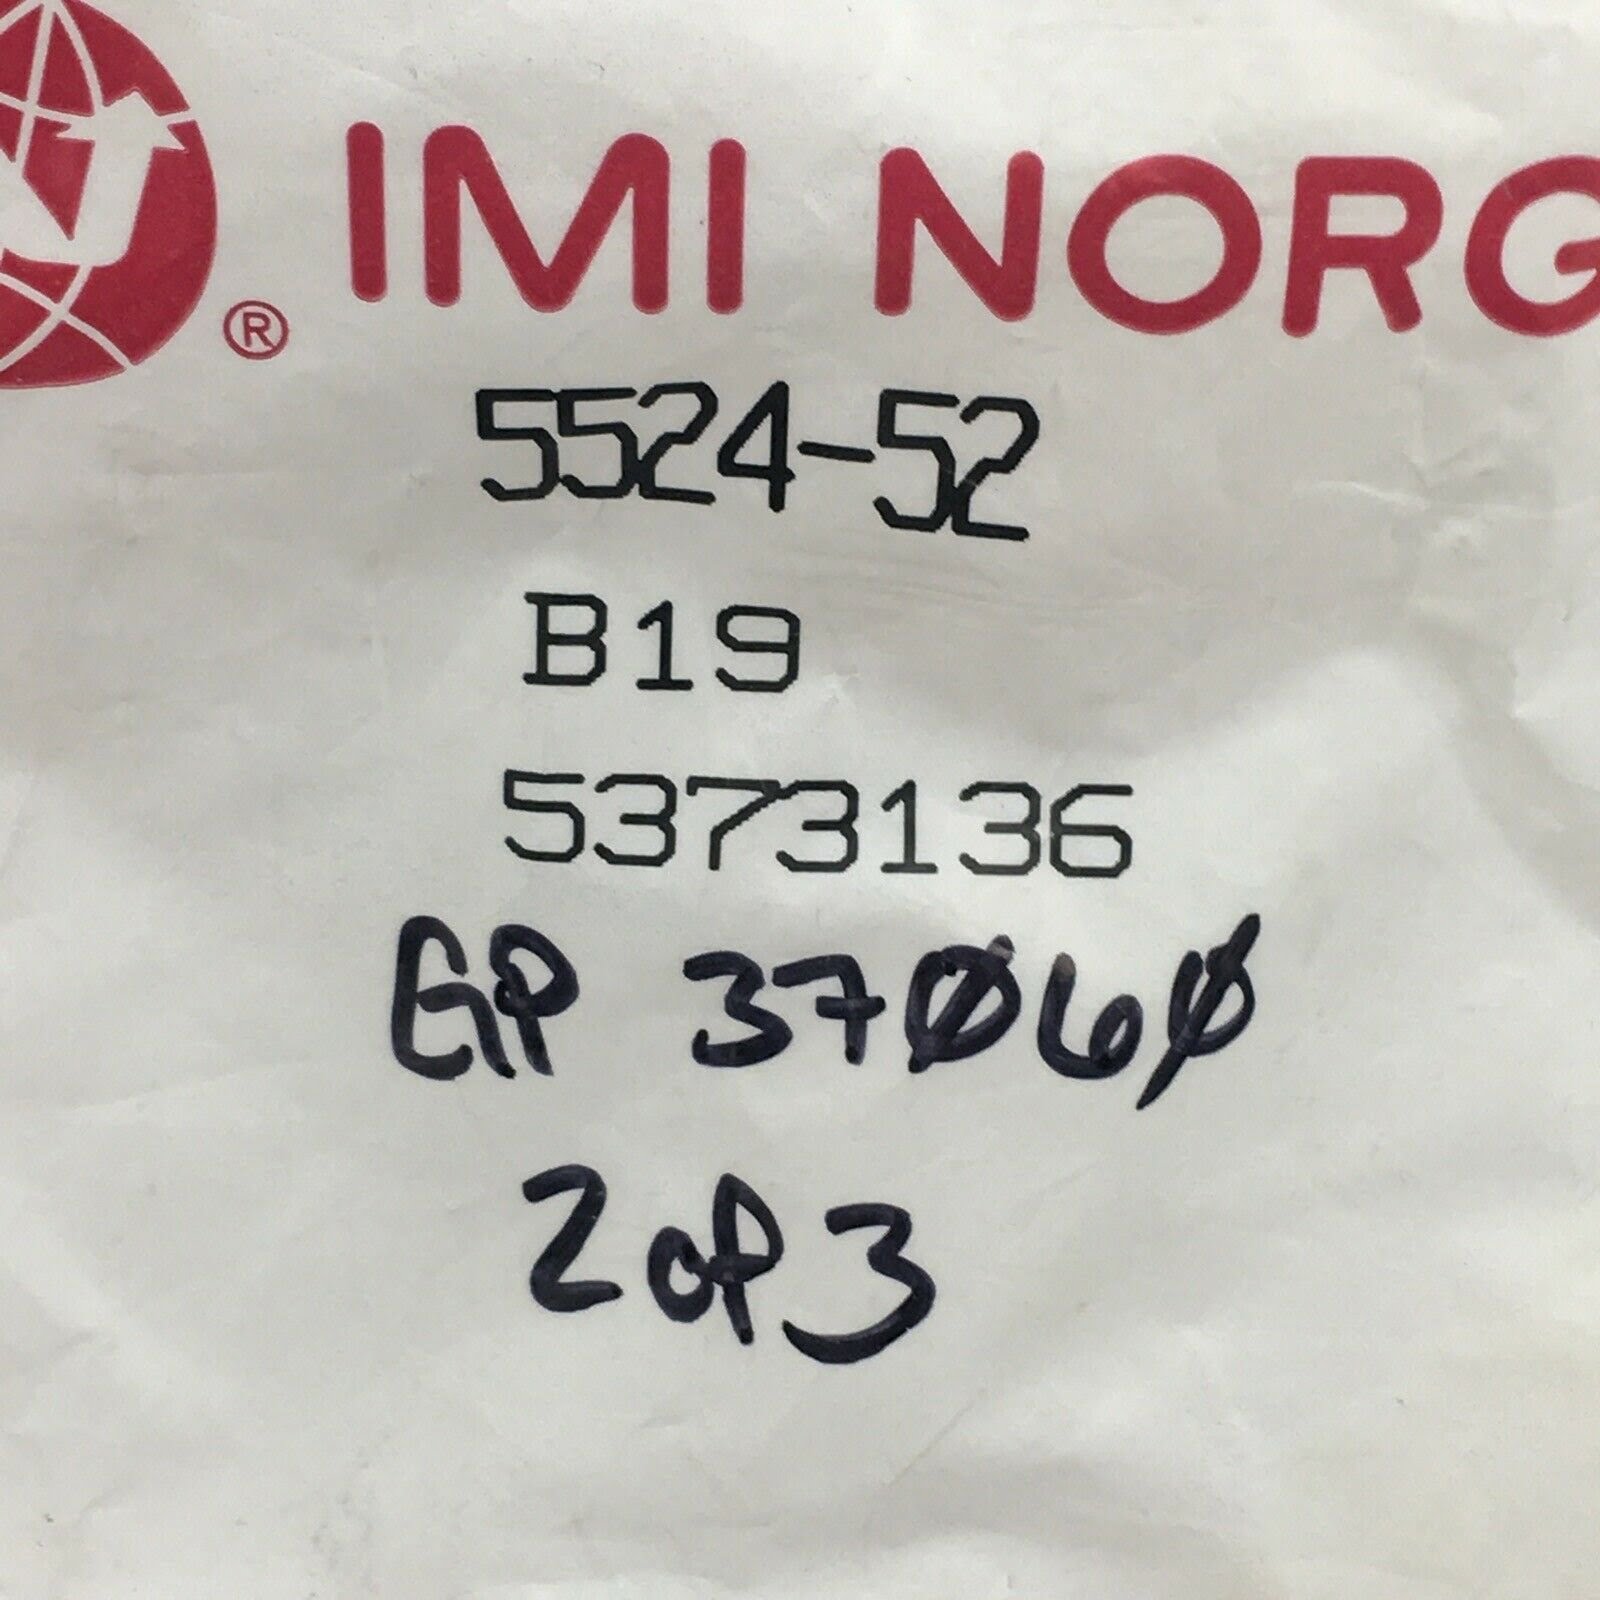 ® IMI NORG
5524-52
B19
5373136
GP 37060
2 of 3